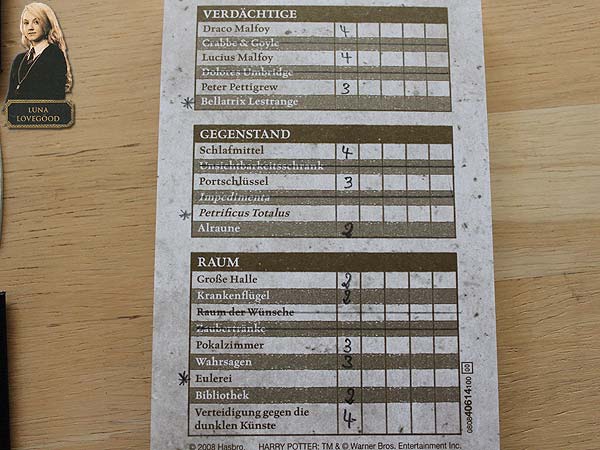 LUNA
LOVEGOOD
VERDÄCHTIGE
Draco Malfoy 4
Crabbe & Goyle
Lucius Malfoy 4
Dolores Umbridge
Peter Pettigrew 3
* Bellatrix Lestrange
GEGENSTAND
Schlafmittel 4
Unsichtbarkeitsschrank
Portschlüssel 3
Impedimenta
* Petrificus Totalus
Alraune 2
RAUM
Große Halle 2
Krankenflügel 2
Raum der Wünsche
Zaubertränke
Pokalzimmer 3
Wahrsagen 3
* Eulerei
Bibliothek 2
Verteidigung gegen die
dunklen Künste 4
080840614100 00
© 2008 Hasbro. HARRY POTTER: TM & © Warner Bros. Entertainment Inc.